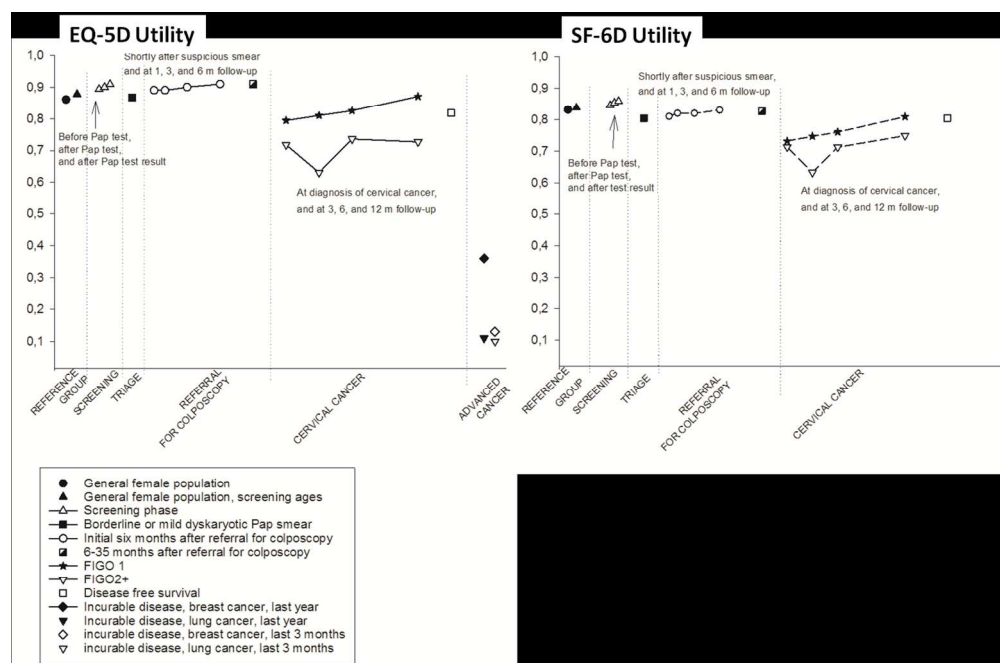 EQ-5D Utility
1,0
0,9
0,8
0,7
0,6
0,5
0,4
0,3
0,2
0,1
Shortly after suspicious smear
and at 1, 3, and 6 m follow-up
Before Pap test,
after Pap test,
and after Pap test result
At diagnosis of cervical cancer,
and at 3, 6, and 12 m follow-up
REFERENCE
GROUP
SCREENING
TRIAGE
REFERRAL
FOR COLPOSCOPY
CERVICAL CANCER
ADVANCED
CANCER
SF-6D Utility
1,0
0,9
0,8
0,7
0,6
0,5
0,4
0,3
0,2
0,1
Shortly after suspicious smear,
and at 1, 3, and 6 m follow-up
Before Pap test,
after Pap test,
and after test result
At diagnosis of cervical cancer,
and at 3, 6, and 12 m follow-up
REFERENCE
GROUP
SCREENING
TRIAGE
REFERRAL
FOR COLPOSCOPY
CERVICAL CANCER
General female population
General female population, screening ages
Screening phase
Borderline or mild dyskaryotic Pap smear
Initial six months after referral for colposcopy
6-35 months after referral for colposcopy
FIGO 1
FIGO2+
Disease free survival
Incurable disease, breast cancer, last year
Incurable disease, lung cancer, last year
incurable disease, breast cancer, last 3 months
incurable disease, lung cancer, last 3 months